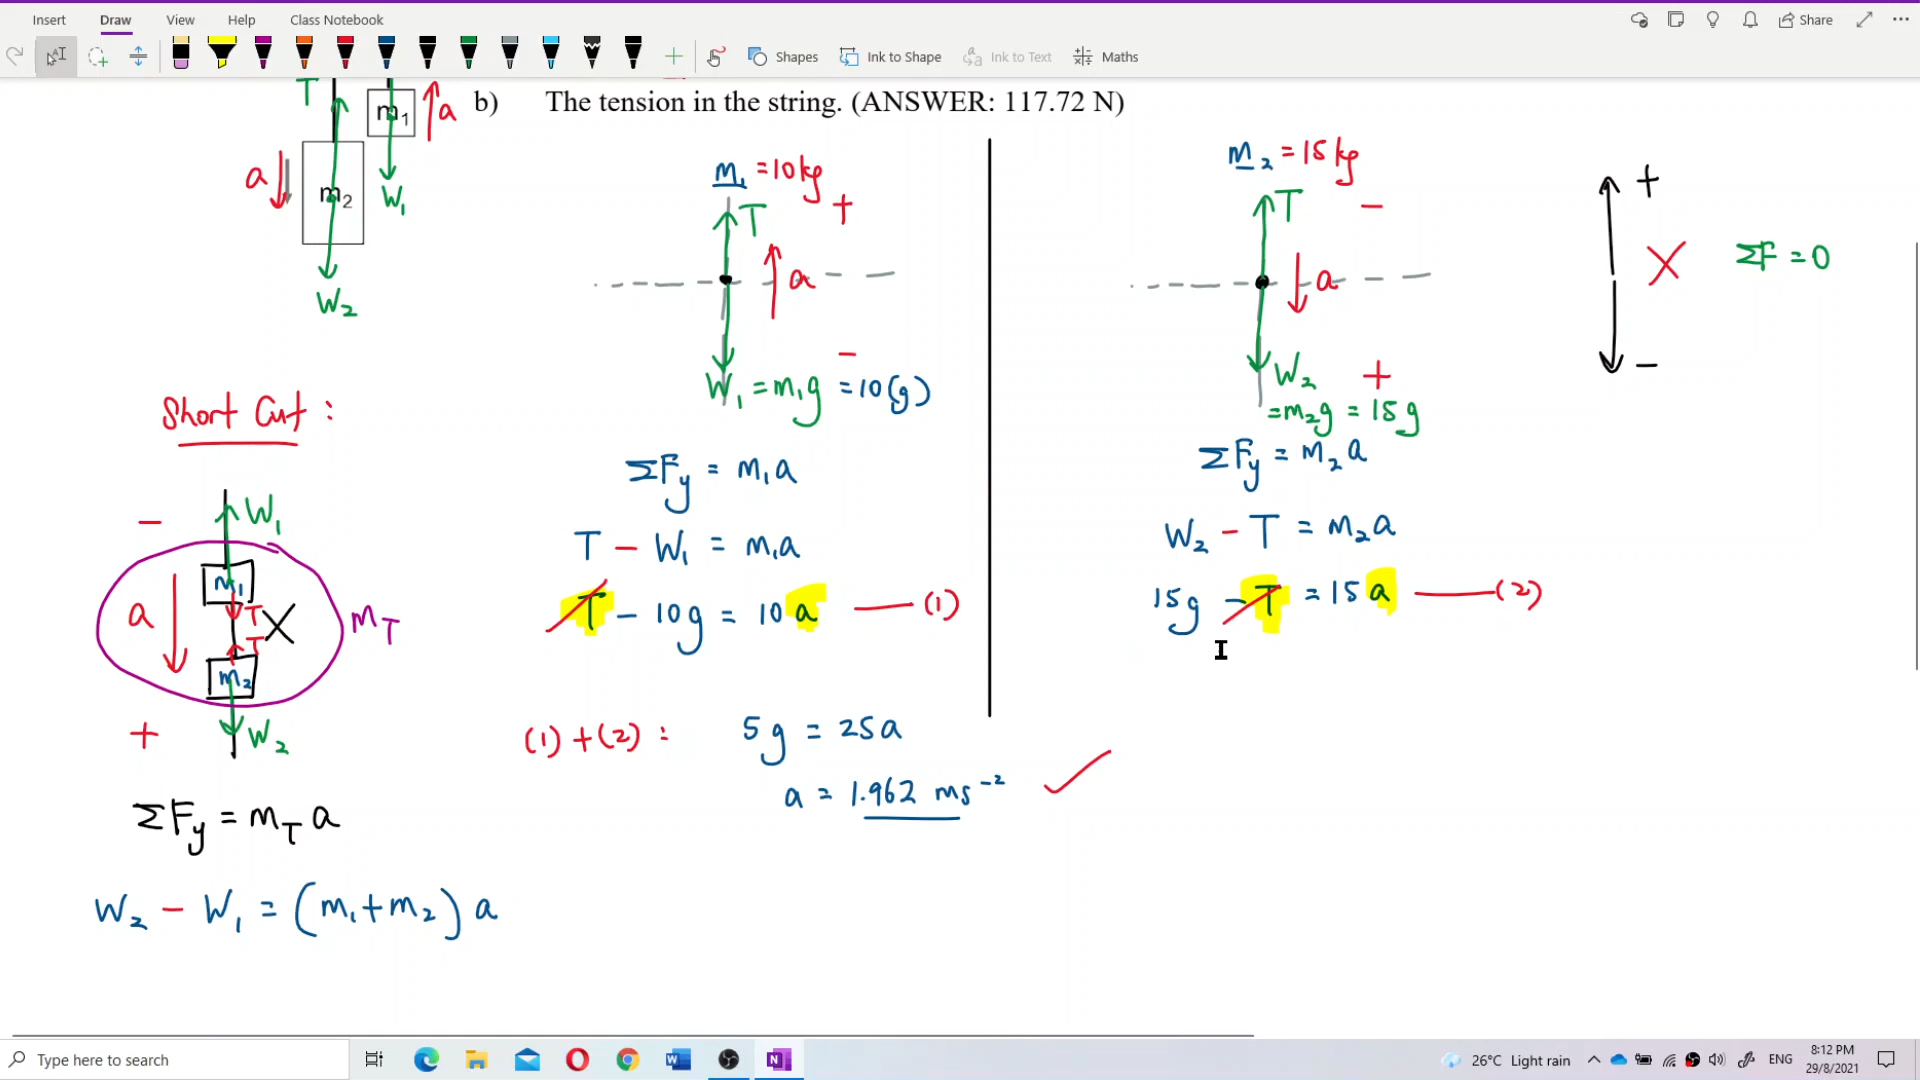 Insert Draw View Help Class Notebook
Share
Shapes Ink to Shape Ink to Text Maths
b) The tension in the string. (ANSWER: 117.72 N)
T
m1
a
a
m2
W1
W2
m1 = 10kg
T +
a
−
W1 = m1g = 10(g)
ΣFy = m1a
T − W1 = m1a
T − 10g = 10a —— (1)
m2 = 15kg
T −
a
W2 +
= m2g = 15g
ΣFy = m2a
W2 − T = m2a
15g − T = 15a —— (2)
+
X ΣF = 0
−
Short Cut :
− W1
m1
a T X mT
T
m2
+ W2
ΣFy = mT a
W2 − W1 = (m1+m2) a
(1)+(2) : 5g = 25a
a = 1.962 ms⁻²
Type here to search
26°C Light rain
ENG
8:12 PM
29/8/2021